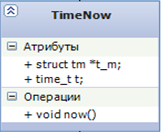 TimeNow
Атрибуты
+ struct tm *t_m;
+ time_t t;
Операции
+ void now()